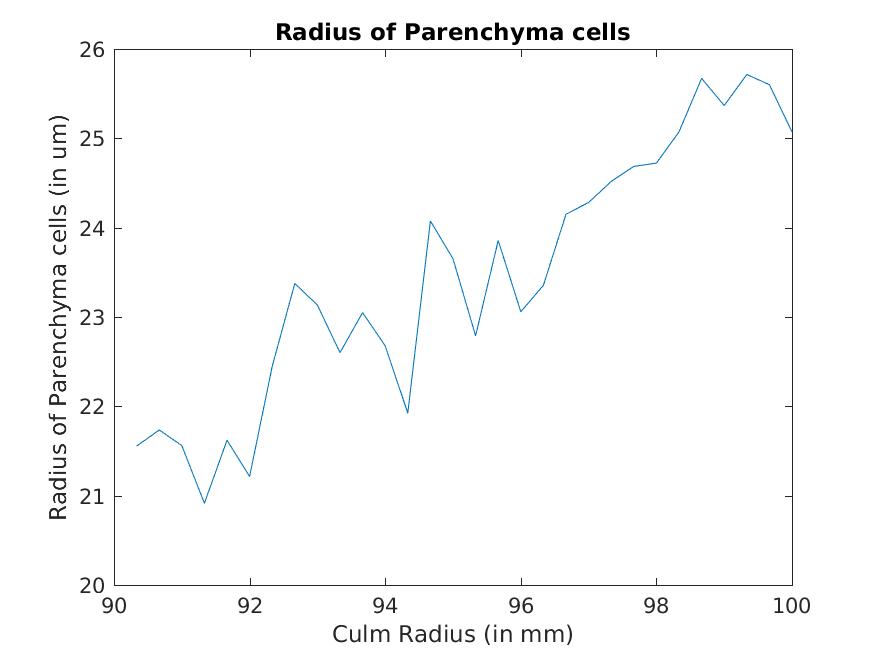 Radius of Parenchyma cells
Radius of Parenchyma cells (in um)
26
25
24
23
22
21
20
90 92 94 96 98 100
Culm Radius (in mm)